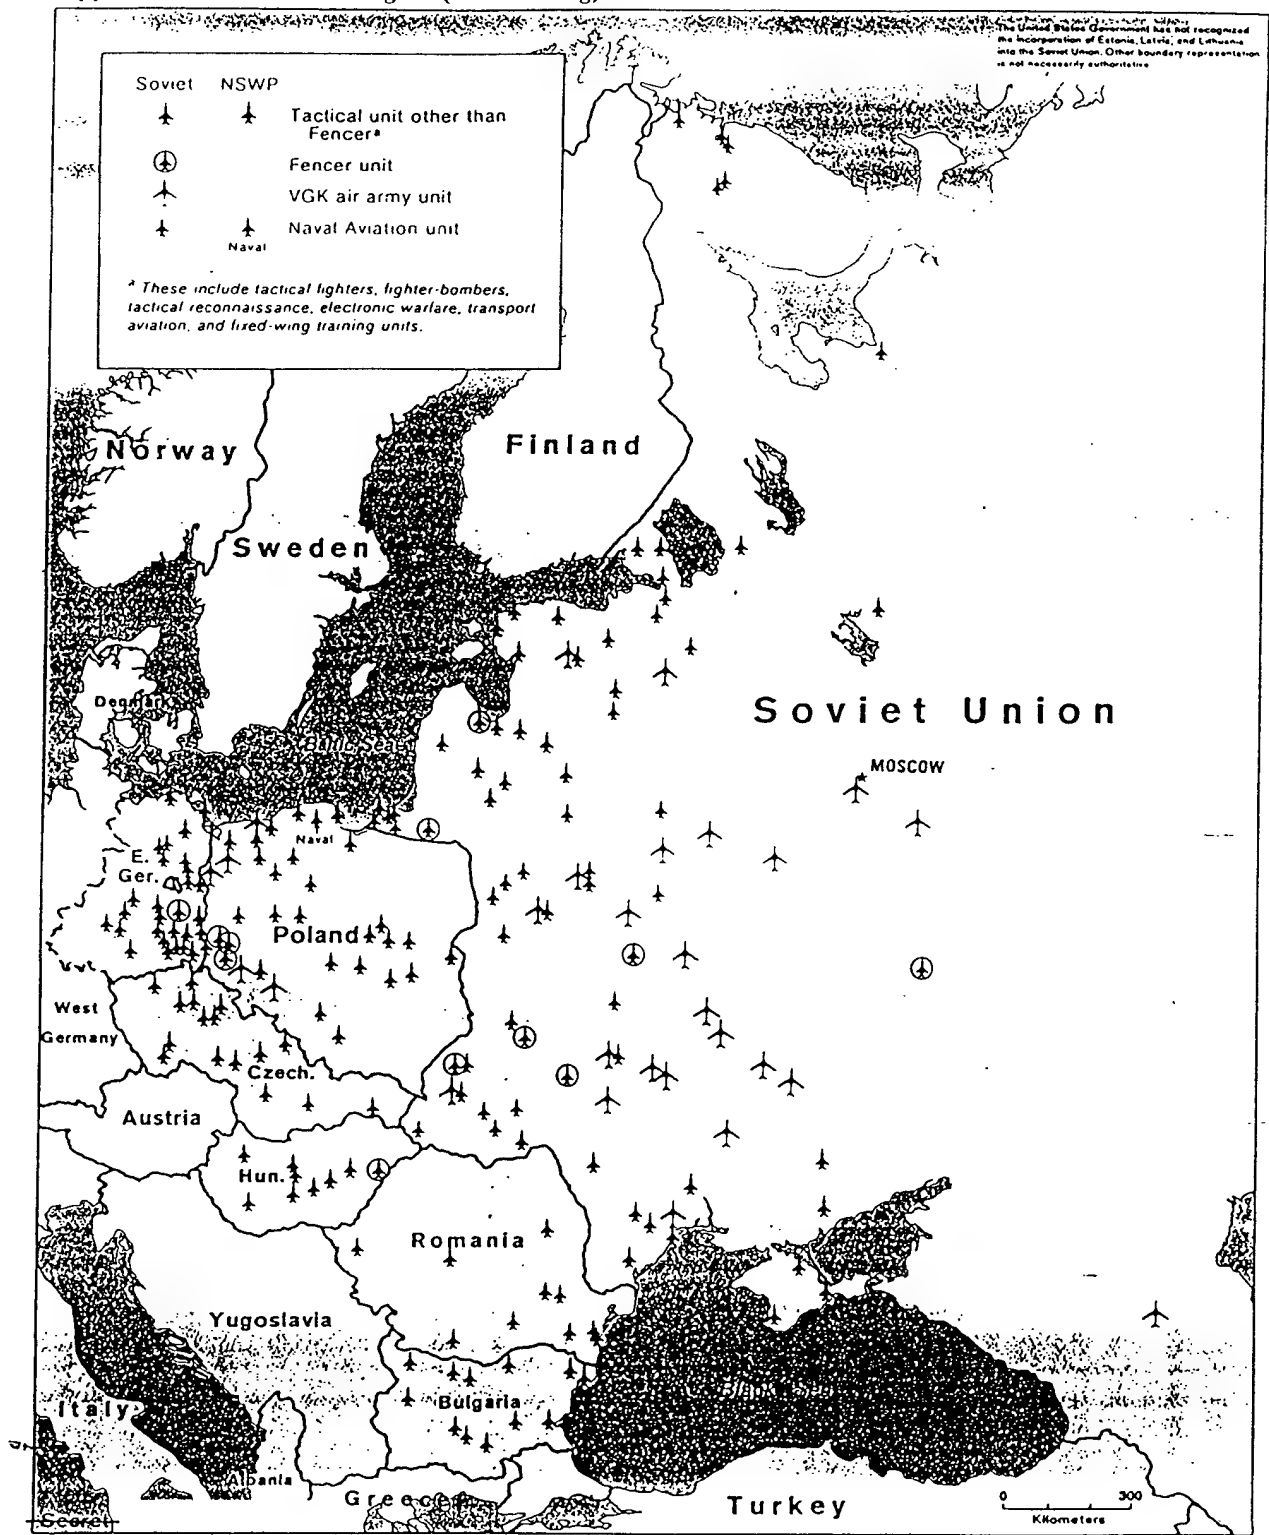 The United States Government has not recognized
the incorporation of Estonia, Latvia, and Lithuania
into the Soviet Union. Other boundary representation
is not necessarily authoritative
Soviet NSWP
Tactical unit other than
Fencerᵃ
Fencer unit
VGK air army unit
Naval Aviation unit
Naval
ᵃ These include tactical fighters, fighter-bombers,
tactical reconnaissance, electronic warfare, transport
aviation, and fixed-wing training units.
Norway
Finland
Sweden
Denmark
Soviet Union
Baltic Sea
MOSCOW
Naval
E.
Ger.
Poland
West
Germany
Czech.
Austria
Hun.
Romania
Yugoslavia
Black Sea
Italy
Bulgaria
Albania
Greece
Turkey
0 300
Kilometers
Secret